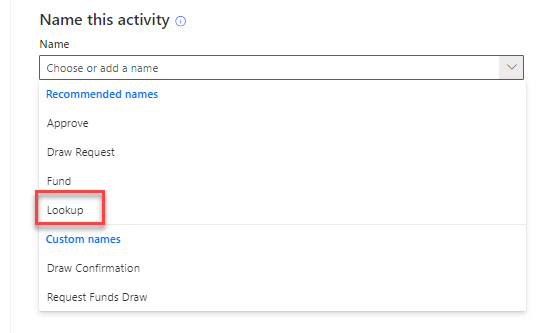 Name this activity
Name
Choose or add a name
Recommended names
Approve
Draw Request
Fund
Lookup
Custom names
Draw Confirmation
Request Funds Draw